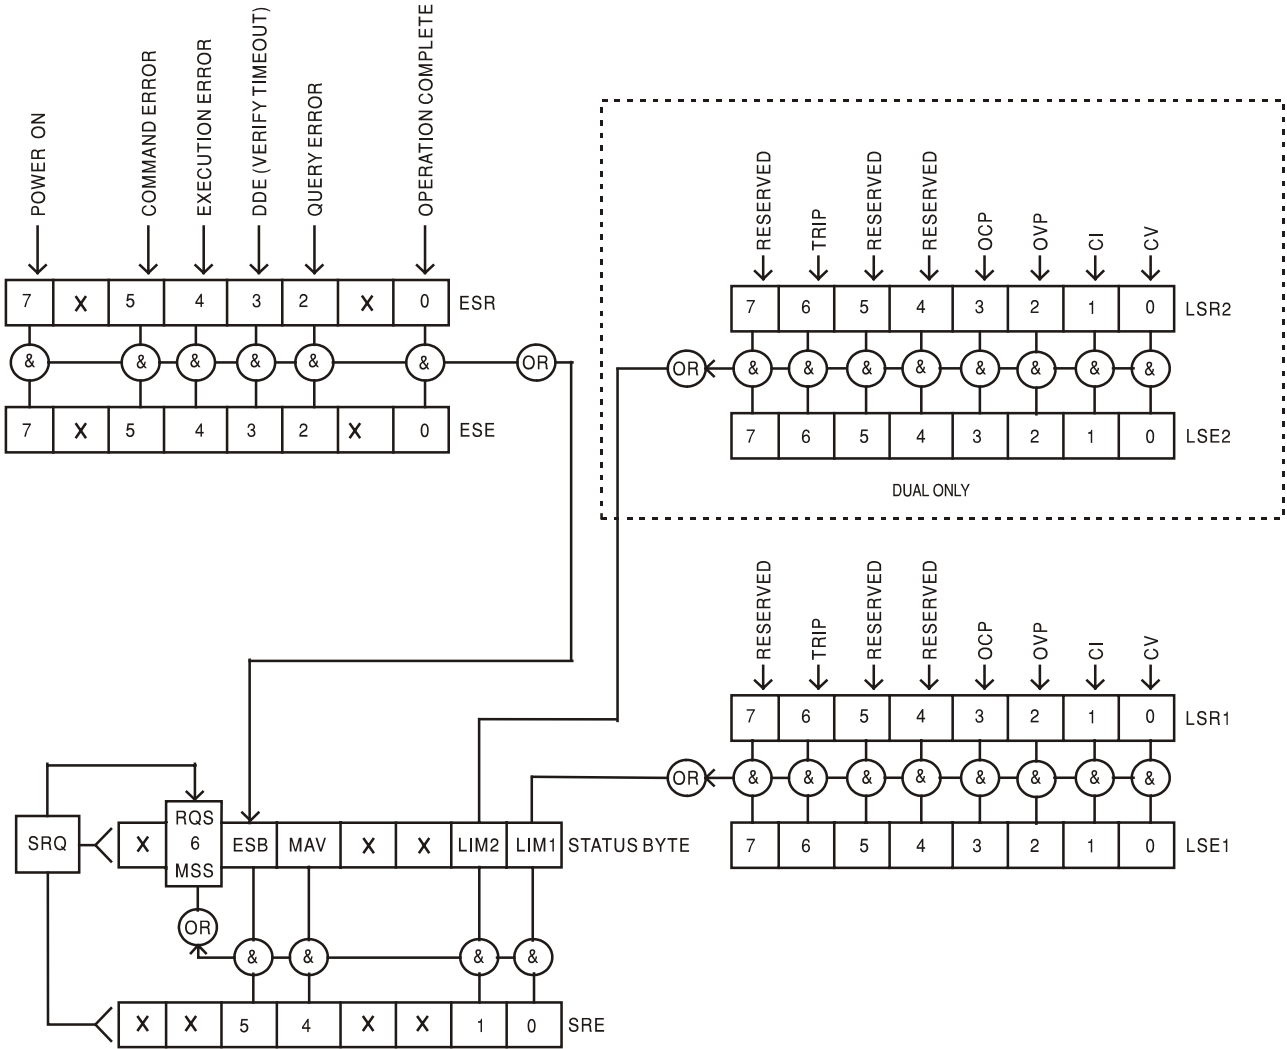 POWER ON
COMMAND ERROR
EXECUTION ERROR
DDE (VERIFY TIMEOUT)
QUERY ERROR
OPERATION COMPLETE
7 X 5 4 3 2 X 0 ESR
& & & & & & OR
7 X 5 4 3 2 X 0 ESE
RESERVED
TRIP
RESERVED
RESERVED
OCP
OVP
CI
CV
7 6 5 4 3 2 1 0 LSR2
OR & & & & & & & &
7 6 5 4 3 2 1 0 LSE2
DUAL ONLY
RESERVED
TRIP
RESERVED
RESERVED
OCP
OVP
CI
CV
7 6 5 4 3 2 1 0 LSR1
OR & & & & & & & &
7 6 5 4 3 2 1 0 LSE1
SRQ
X
RQS
6
MSS
ESB MAV X X LIM2 LIM1 STATUS BYTE
OR
& & & &
X X 5 4 X X 1 0 SRE